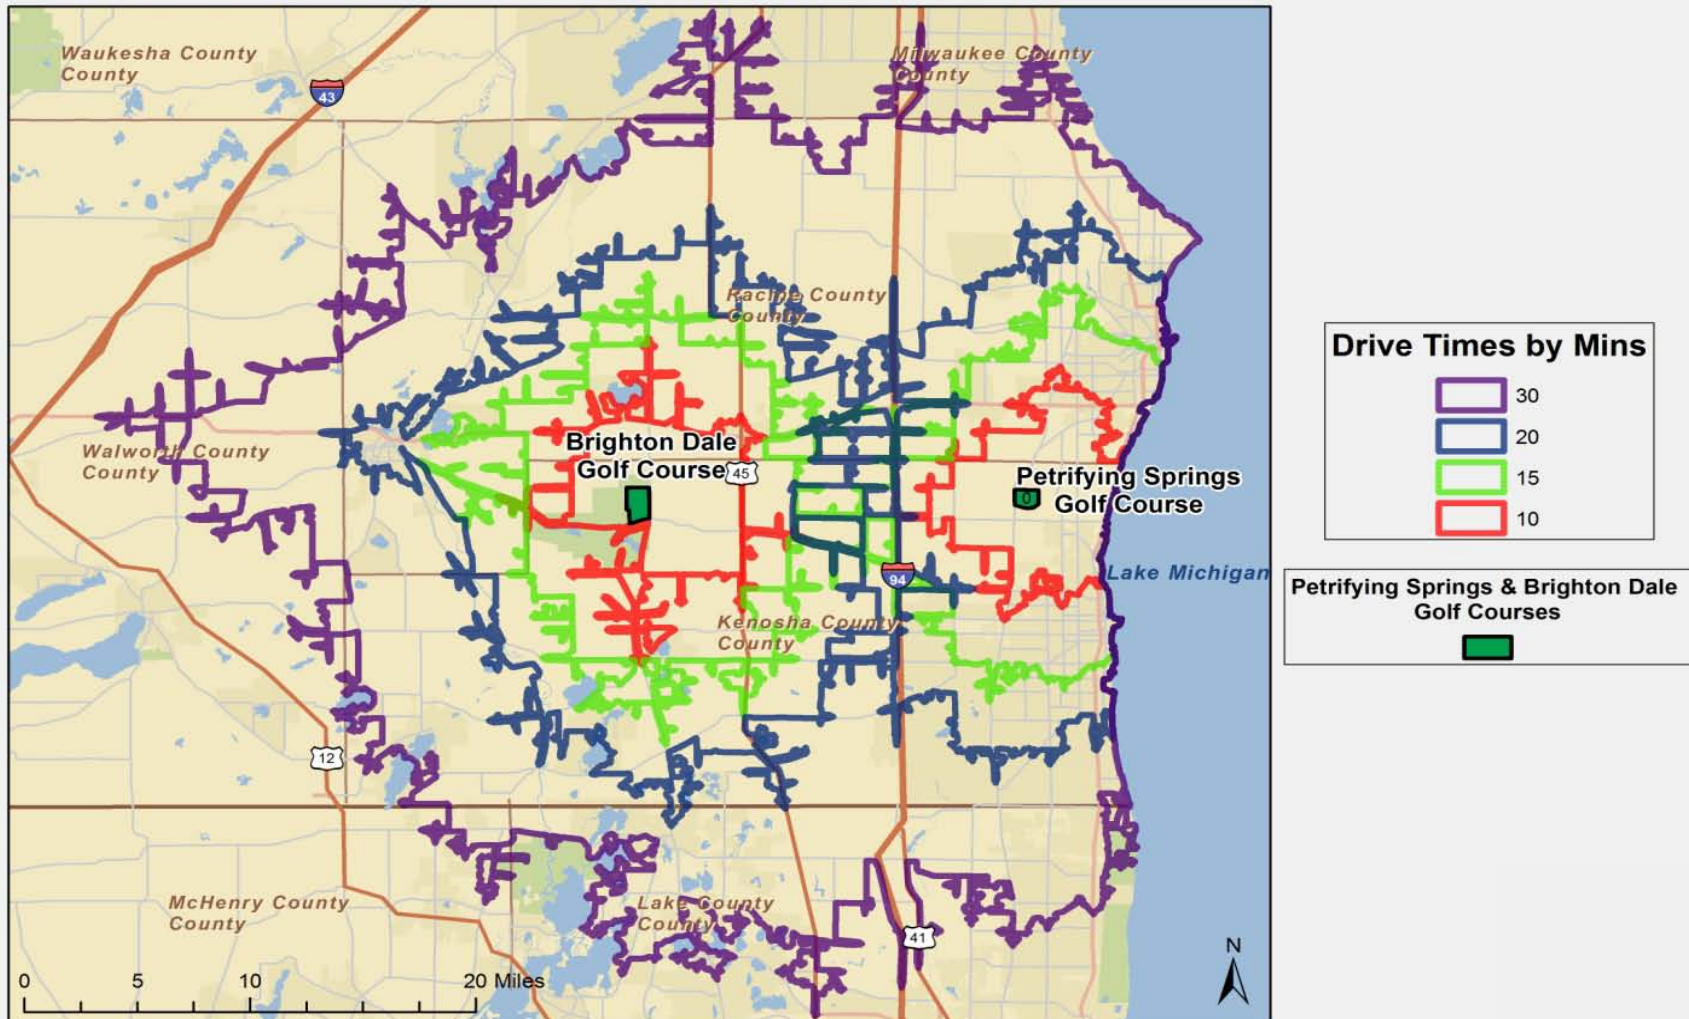 Waukesha County
County
43
Milwaukee County
County
Racine County
County
Walworth County
County
Brighton Dale
Golf Course
45
Petrifying Springs
Golf Course
0
94
Lake Michigan
Kenosha County
County
12
McHenry County
County
Lake County
County
41
N
0 5 10 20 Miles
Drive Times by Mins
30
20
15
10
Petrifying Springs & Brighton Dale
Golf Courses